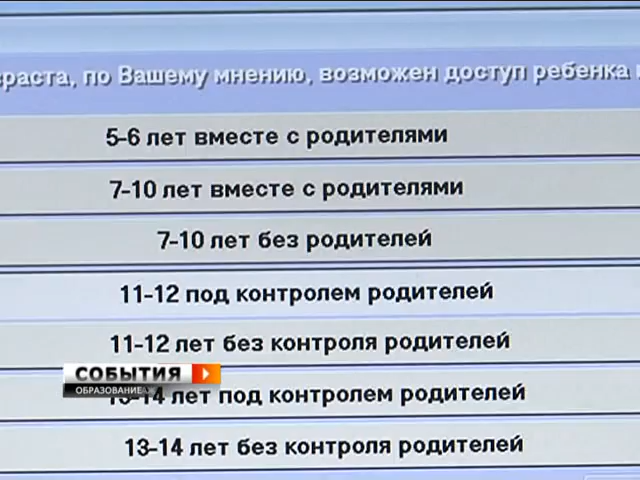 по Вашему мнению, возможен доступ ребенка
5-6 лет вместе с родителями
7-10 лет вместе с родителями
7-10 лет без родителей
11-12 под контролем родителей
11-12 лет без контроля родителей
СОБЫТИЯ
ОБРАЗОВАНИЕ
13-14 лет под контролем родителей
13-14 лет без контроля родителей